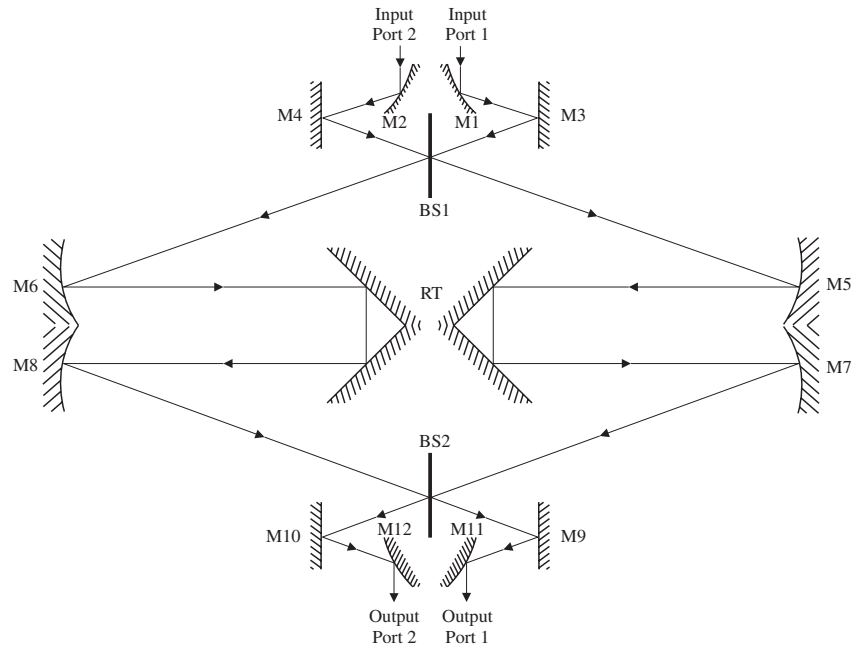 Input
Port 2
Input
Port 1
M4
M2
M1
M3
BS1
M6
RT
M5
M8
M7
BS2
M10
M12
M11
M9
Output
Port 2
Output
Port 1